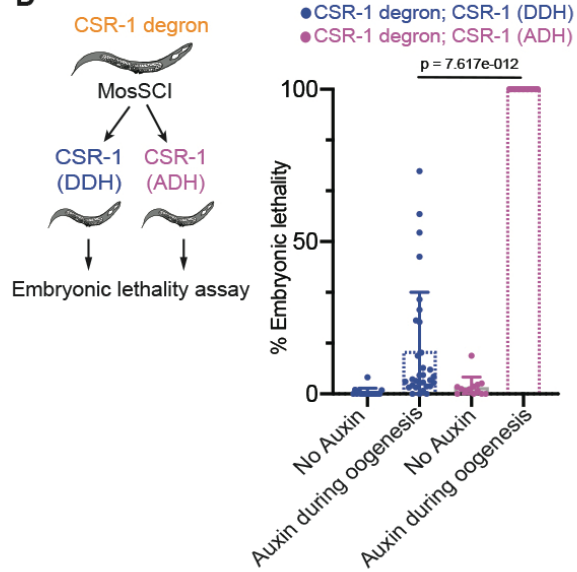 CSR-1 degron
MosSCI
CSR-1 CSR-1
(DDH) (ADH)
Embryonic lethality assay
CSR-1 degron; CSR-1 (DDH)
CSR-1 degron; CSR-1 (ADH)
p = 7.617e-012
% Embryonic lethality
100
50
0
No Auxin
Auxin during oogenesis
No Auxin
Auxin during oogenesis